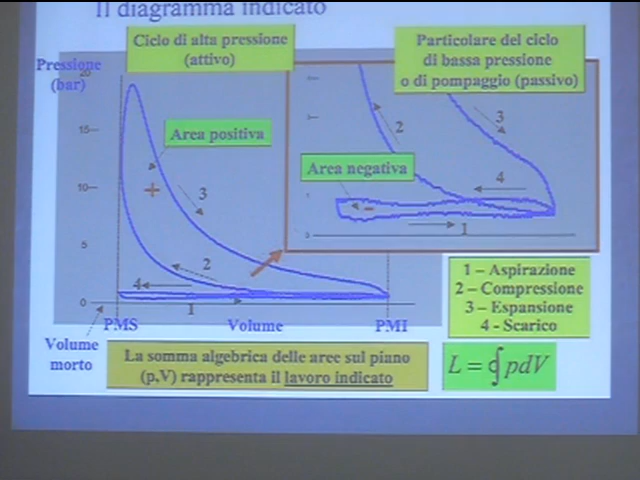 Il diagramma indicato
Ciclo di alta pressione
(attivo)
Particolare del ciclo
di bassa pressione
o di pompaggio (passivo)
Pressione
(bar)
20
15
10
5
0
Area positiva
+
3
2
4
1
PMS
Volume
PMI
Volume
morto
2
3
Area negativa
4
-
1
1 – Aspirazione
2 – Compressione
3 – Espansione
4 - Scarico
La somma algebrica delle aree sul piano
(p,V) rappresenta il lavoro indicato
L = ∮ pdV